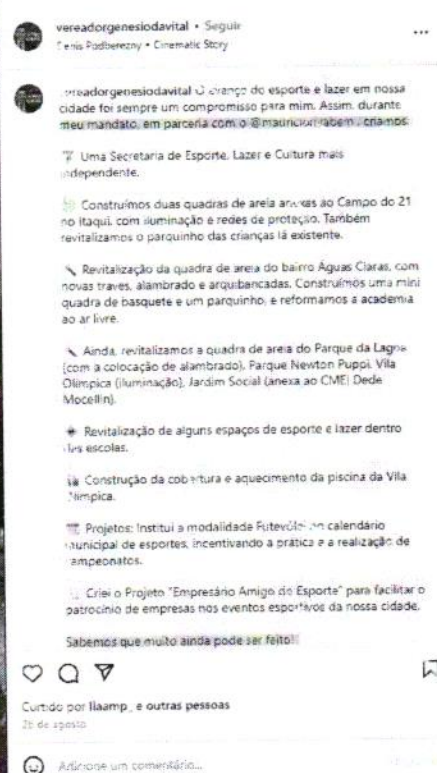 vereadorgenesiodavital • Seguir
Denis Podberezny • Cinematic Story
vereadorgenesiodavital O avanço do esporte e lazer em nossa
cidade foi sempre um compromisso para mim. Assim, durante
meu mandato, em parceria com o criamos:
Uma Secretaria de Esporte, Lazer e Cultura mais
independente.
Construímos duas quadras de areia anexas ao Campo do 21
no Itaqui, com iluminação e redes de proteção. Também
revitalizamos o parquinho das crianças lá existente.
Revitalização da quadra de areia do bairro Águas Claras, com
novas traves, alambrado e arquibancadas. Construímos uma mini
quadra de basquete e um parquinho, e reformamos a academia
ao ar livre.
Ainda, revitalizamos a quadra de areia do Parque da Lagoa
(com a colocação de alambrado), Parque Newton Puppi, Vila
Olímpica (iluminação), Jardim Social (anexa ao CMEI Dede
Mocellin).
Revitalização de alguns espaços de esporte e lazer dentro
das escolas.
Construção da cobertura e aquecimento da piscina da Vila
Olímpica.
Projetos: Institui a modalidade Futevôlei no calendário
municipal de esportes, incentivando a prática e a realização de
campeonatos.
Criei o Projeto "Empresário Amigo do Esporte" para facilitar o
patrocínio de empresas nos eventos esportivos da nossa cidade.
Sabemos que muito ainda pode ser feito!
Curtido por liaamp_ e outras pessoas
26 de agosto
Adicione um comentário...